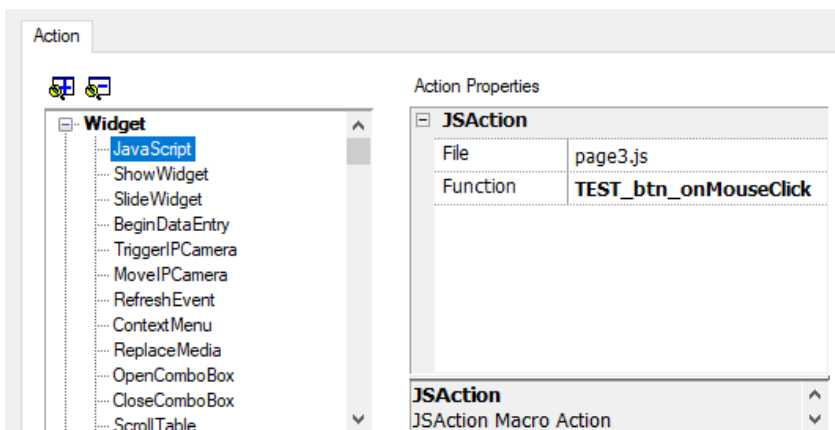 Action
Action Properties
Widget
JavaScript
ShowWidget
SlideWidget
BeginDataEntry
TriggerIPCamera
MoveIPCamera
RefreshEvent
ContextMenu
ReplaceMedia
OpenComboBox
CloseComboBox
ScrollTable
JSAction
File page3.js
Function TEST_btn_onMouseClick
JSAction
JSAction Macro Action